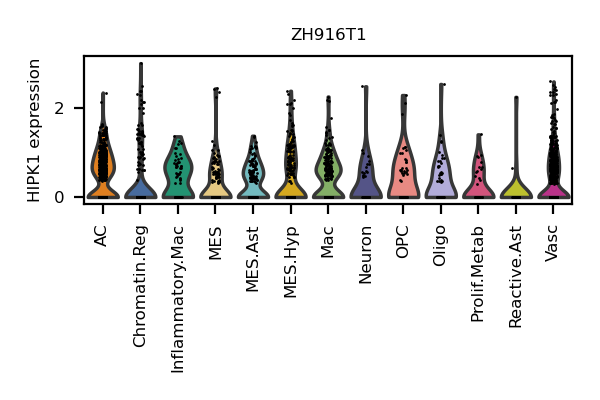 ZH916T1
HIPK1 expression
2
0
AC
Chromatin.Reg
Inflammatory.Mac
MES
MES.Ast
MES.Hyp
Mac
Neuron
OPC
Oligo
Prolif.Metab
Reactive.Ast
Vasc